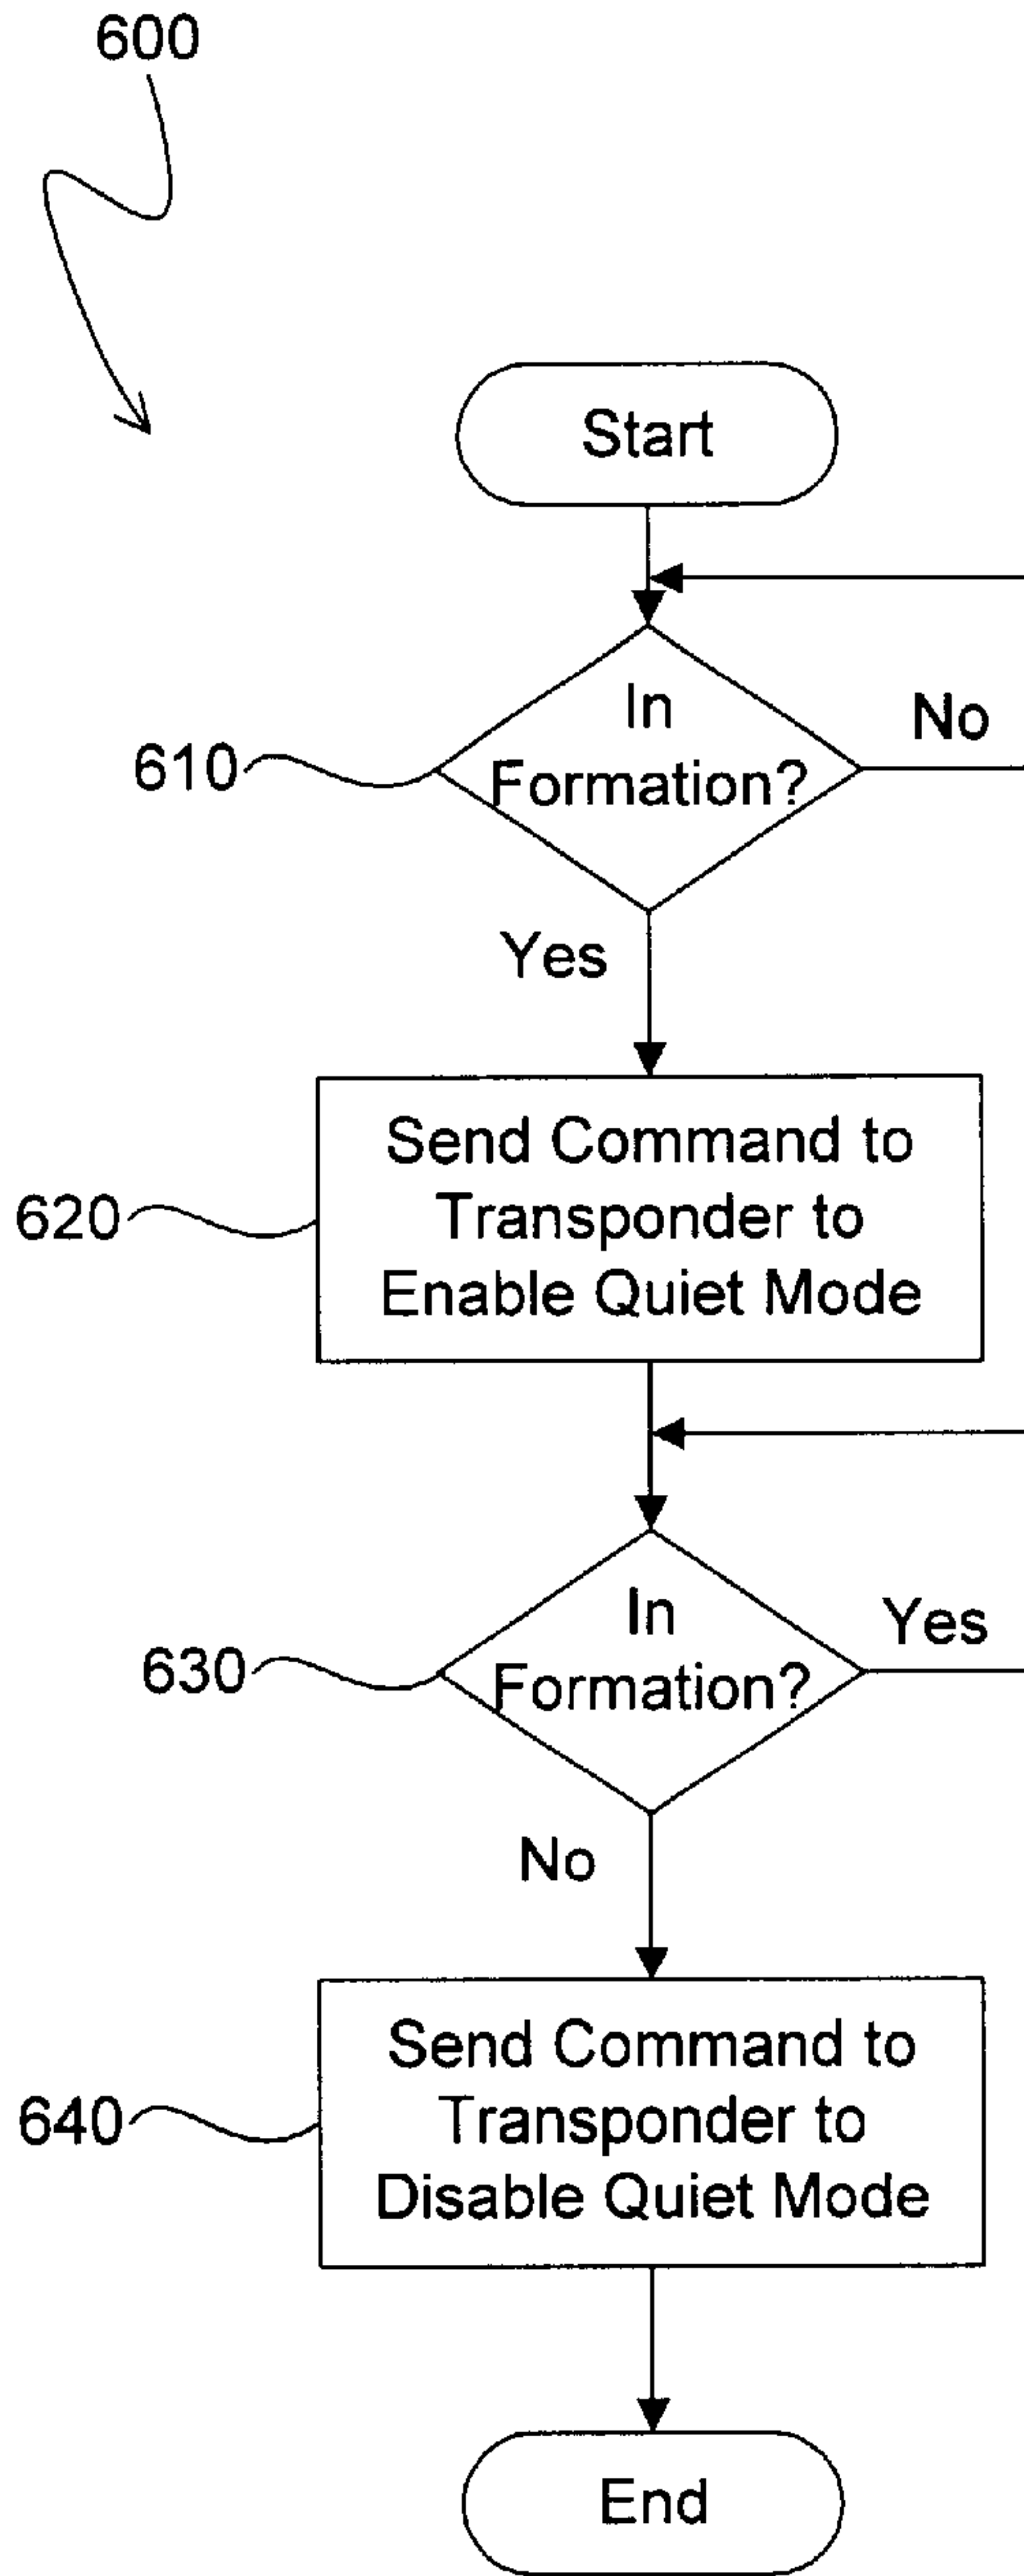 600
Start
In
Formation?
No
610
Yes
Send Command to
Transponder to
Enable Quiet Mode
620
In
Formation?
Yes
630
No
Send Command to
Transponder to
Disable Quiet Mode
640
End